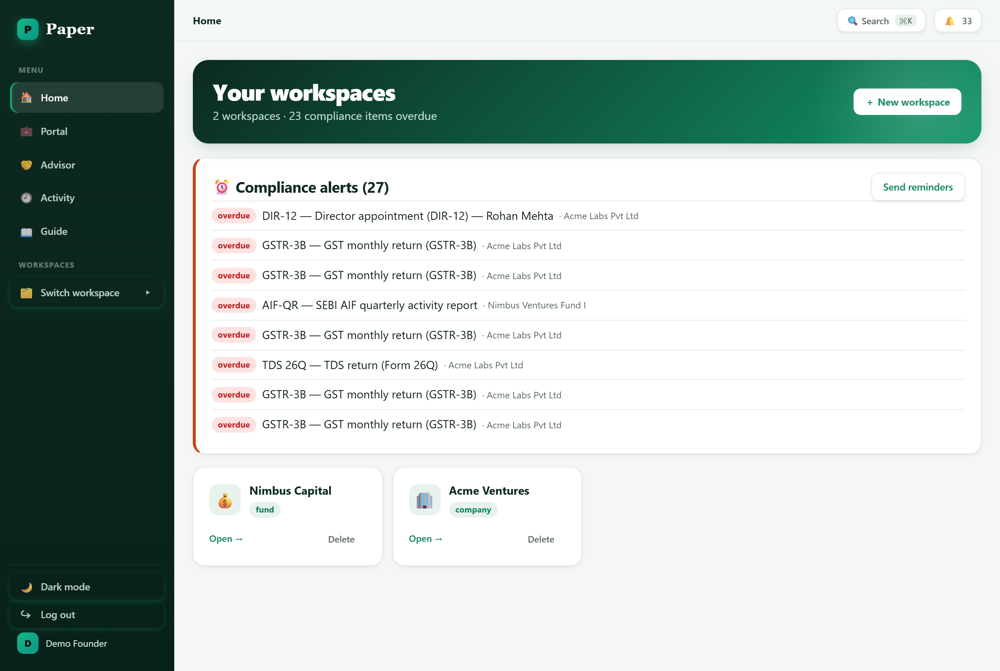 P Paper
MENU
Home
Portal
Advisor
Activity
Guide
WORKSPACES
Switch workspace ▸
Dark mode
Log out
D Demo Founder
Home
Search ⌘K
33
Your workspaces
2 workspaces · 23 compliance items overdue
+ New workspace
Compliance alerts (27)
Send reminders
overdue DIR-12 — Director appointment (DIR-12) — Rohan Mehta · Acme Labs Pvt Ltd
overdue GSTR-3B — GST monthly return (GSTR-3B) · Acme Labs Pvt Ltd
overdue GSTR-3B — GST monthly return (GSTR-3B) · Acme Labs Pvt Ltd
overdue AIF-QR — SEBI AIF quarterly activity report · Nimbus Ventures Fund I
overdue GSTR-3B — GST monthly return (GSTR-3B) · Acme Labs Pvt Ltd
overdue TDS 26Q — TDS return (Form 26Q) · Acme Labs Pvt Ltd
overdue GSTR-3B — GST monthly return (GSTR-3B) · Acme Labs Pvt Ltd
overdue GSTR-3B — GST monthly return (GSTR-3B) · Acme Labs Pvt Ltd
Nimbus Capital
fund
Open →
Delete
Acme Ventures
company
Open →
Delete